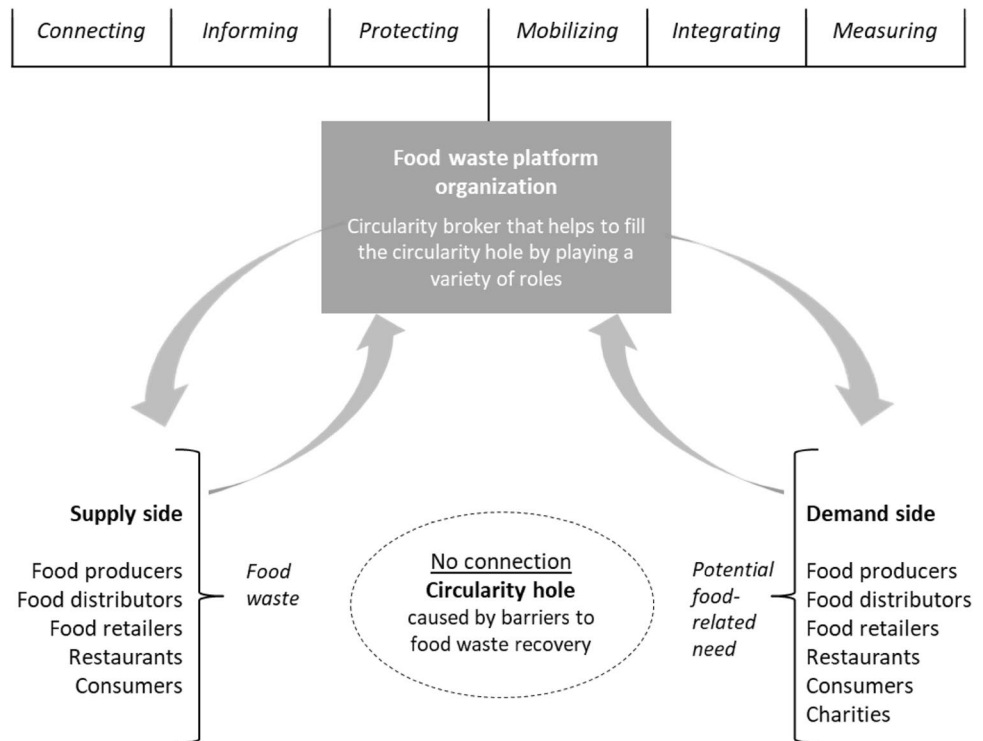 Connecting Informing Protecting Mobilizing Integrating Measuring
Food waste platform
organization
Circularity broker that helps to fill
the circularity hole by playing a
variety of roles
Supply side
Food producers
Food distributors
Food retailers
Restaurants
Consumers
Food
waste
No connection
Circularity hole
caused by barriers to
food waste recovery
Potential
food-
related
need
Demand side
Food producers
Food distributors
Food retailers
Restaurants
Consumers
Charities